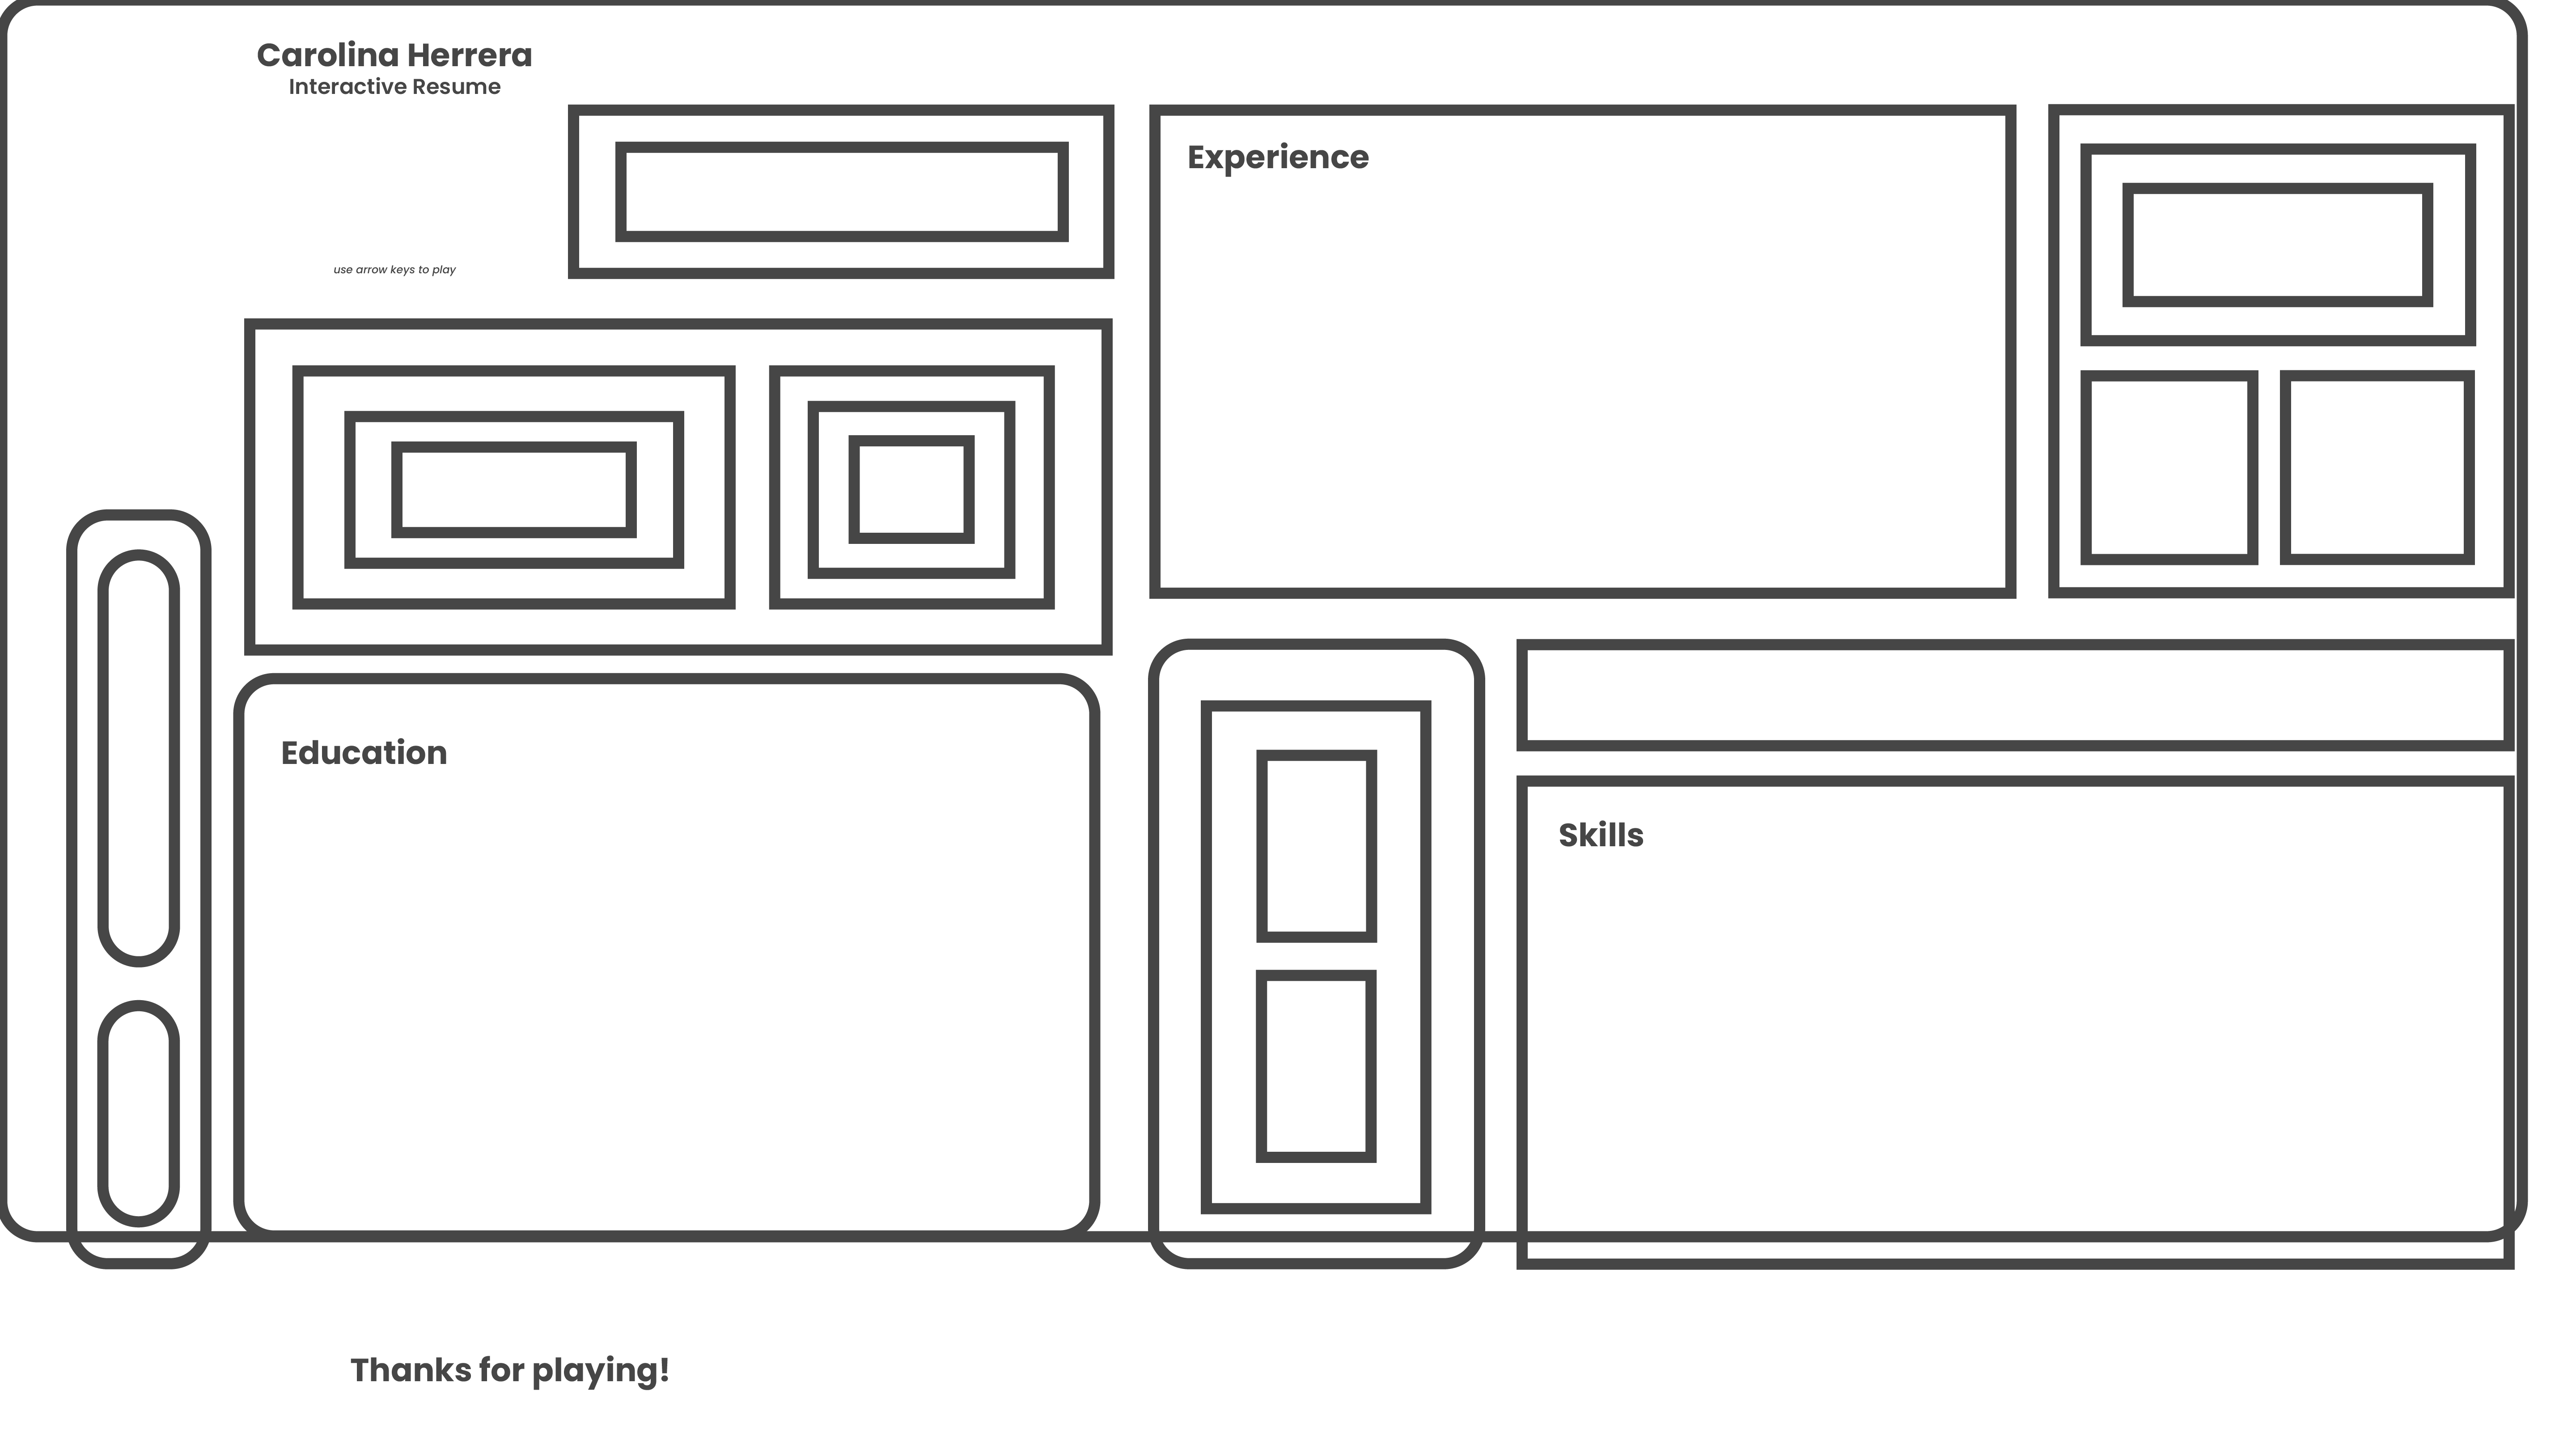 Carolina Herrera
Interactive Resume
use arrow keys to play
Experience
Education
Skills
Thanks for playing!